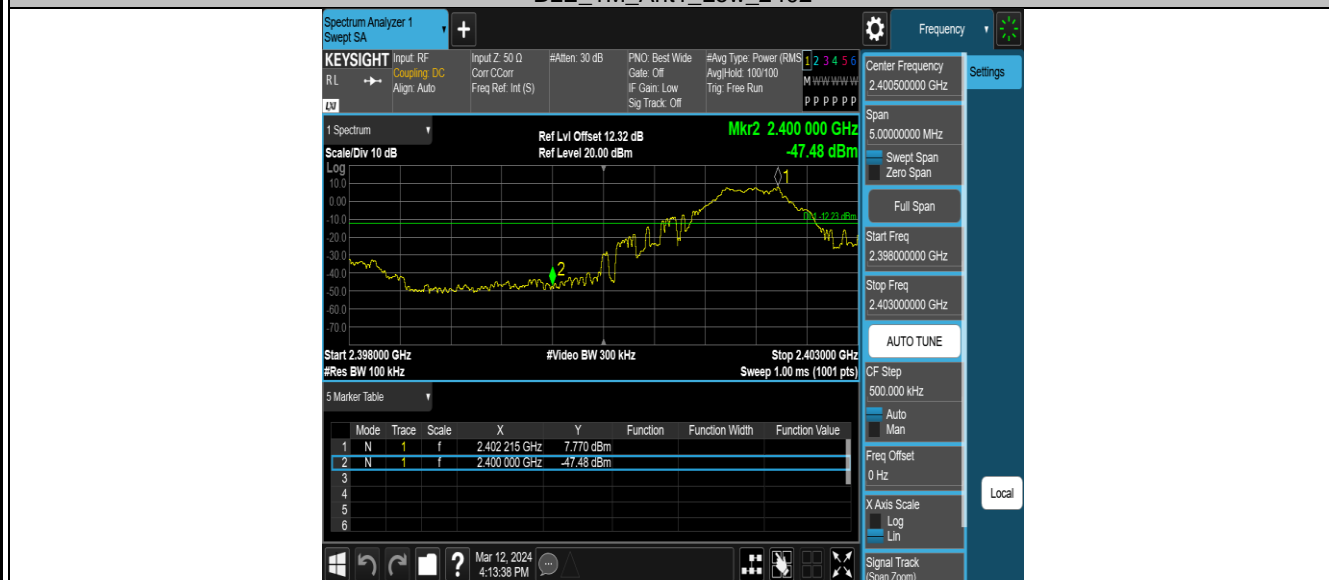 Spectrum Analyzer 1
Swept SA
+
Frequency
KEYSIGHT
RL
LXI
Input: RF
Coupling: DC
Align: Auto
Input Z: 50 Ω
Corr CCorr
Freq Ref: Int (S)
#Atten: 30 dB
PNO: Best Wide
Gate: Off
IF Gain: Low
Sig Track: Off
#Avg Type: Power (RMS
Avg|Hold: 100/100
Trig: Free Run
1 2 3 4 5 6
M W W W W W
P P P P P P
1 Spectrum
Scale/Div 10 dB
Ref Lvl Offset 12.32 dB
Ref Level 20.00 dBm
Mkr2 2.400 000 GHz
-47.48 dBm
Log
10.0
0.00
-10.0
-20.0
-30.0
-40.0
-50.0
-60.0
-70.0
1
2
DL1 -12.23 dBm
Start 2.398000 GHz
#Video BW 300 kHz
Stop 2.403000 GHz
#Res BW 100 kHz
Sweep 1.00 ms (1001 pts)
5 Marker Table
Mode Trace Scale X Y Function Function Width Function Value
1 N 1 f 2.402 215 GHz 7.770 dBm
2 N 1 f 2.400 000 GHz -47.48 dBm
3
4
5
6
?
Mar 12, 2024
4:13:38 PM
Center Frequency
2.400500000 GHz
Span
5.00000000 MHz
Swept Span
Zero Span
Full Span
Start Freq
2.398000000 GHz
Stop Freq
2.403000000 GHz
AUTO TUNE
CF Step
500.000 kHz
Auto
Man
Freq Offset
0 Hz
X Axis Scale
Log
Lin
Signal Track
(Span Zoom)
Settings
Local